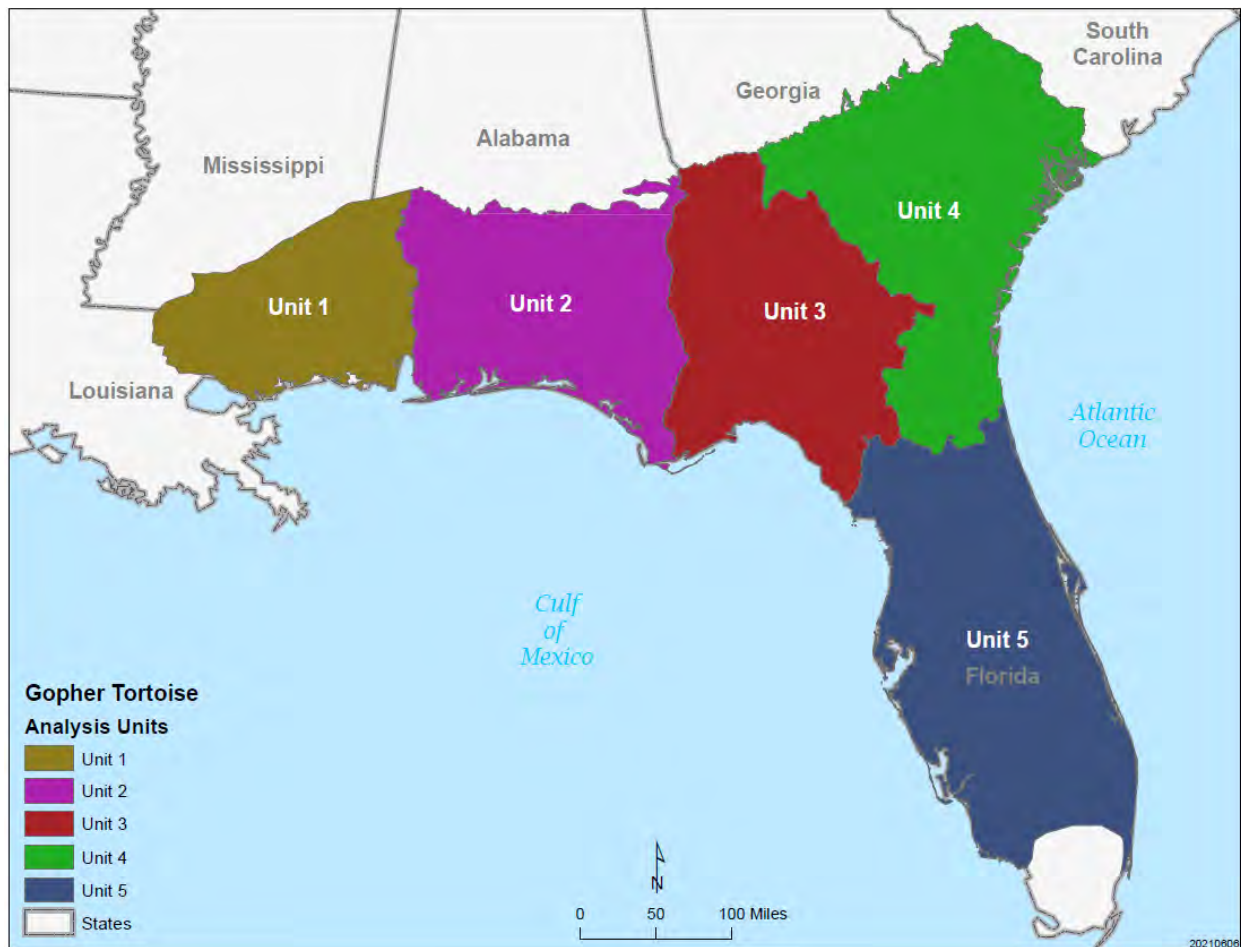 South
Carolina
Georgia
Alabama
Mississippi
Unit 4
Unit 1
Unit 2
Unit 3
Louisiana
Atlantic
Ocean
Gulf
of
Mexico
Unit 5
Florida
Gopher Tortoise
Analysis Units
Unit 1
Unit 2
Unit 3
Unit 4
Unit 5
States
N
0 50 100 Miles
20210606